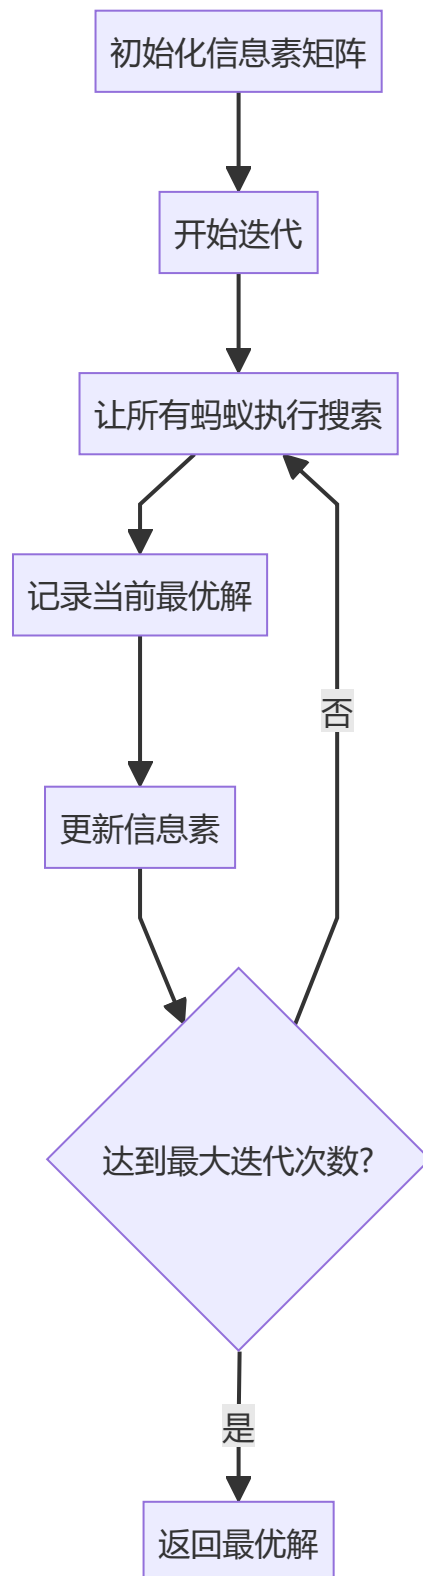 初始化信息素矩阵
开始迭代
让所有蚂蚁执行搜索
记录当前最优解
否
更新信息素
达到最大迭代次数?
是
返回最优解